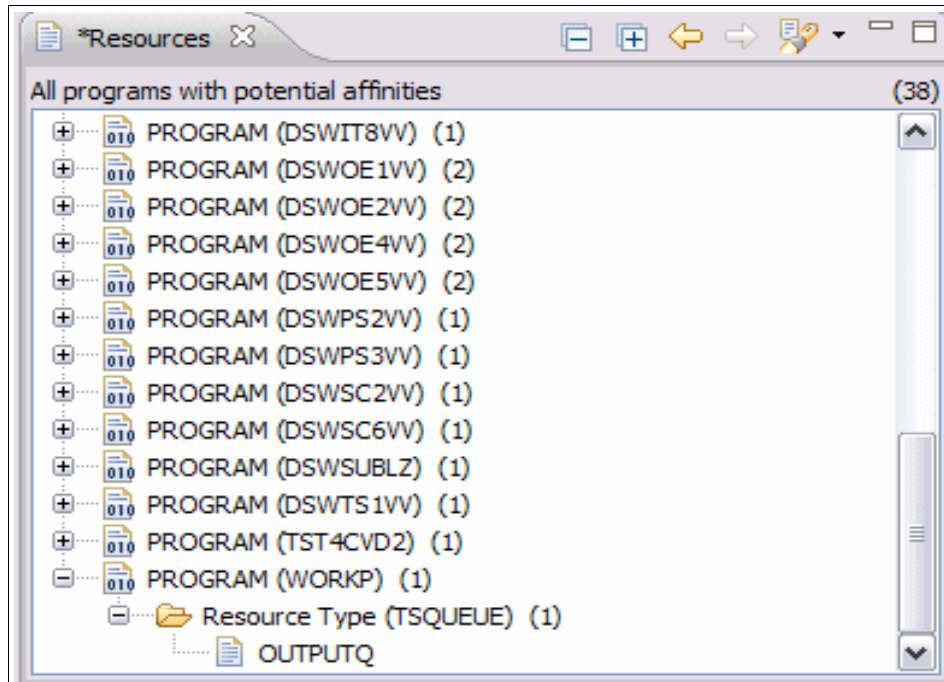 *Resources
All programs with potential affinities (38)
PROGRAM (DSWIT8VV) (1)
PROGRAM (DSWOE1VV) (2)
PROGRAM (DSWOE2VV) (2)
PROGRAM (DSWOE4VV) (2)
PROGRAM (DSWOE5VV) (2)
PROGRAM (DSWPS2VV) (1)
PROGRAM (DSWPS3VV) (1)
PROGRAM (DSWSC2VV) (1)
PROGRAM (DSWSC6VV) (1)
PROGRAM (DSWSUBLZ) (1)
PROGRAM (DSWTS1VV) (1)
PROGRAM (TST4CVD2) (1)
PROGRAM (WORKP) (1)
Resource Type (TSQUEUE) (1)
OUTPUTQ